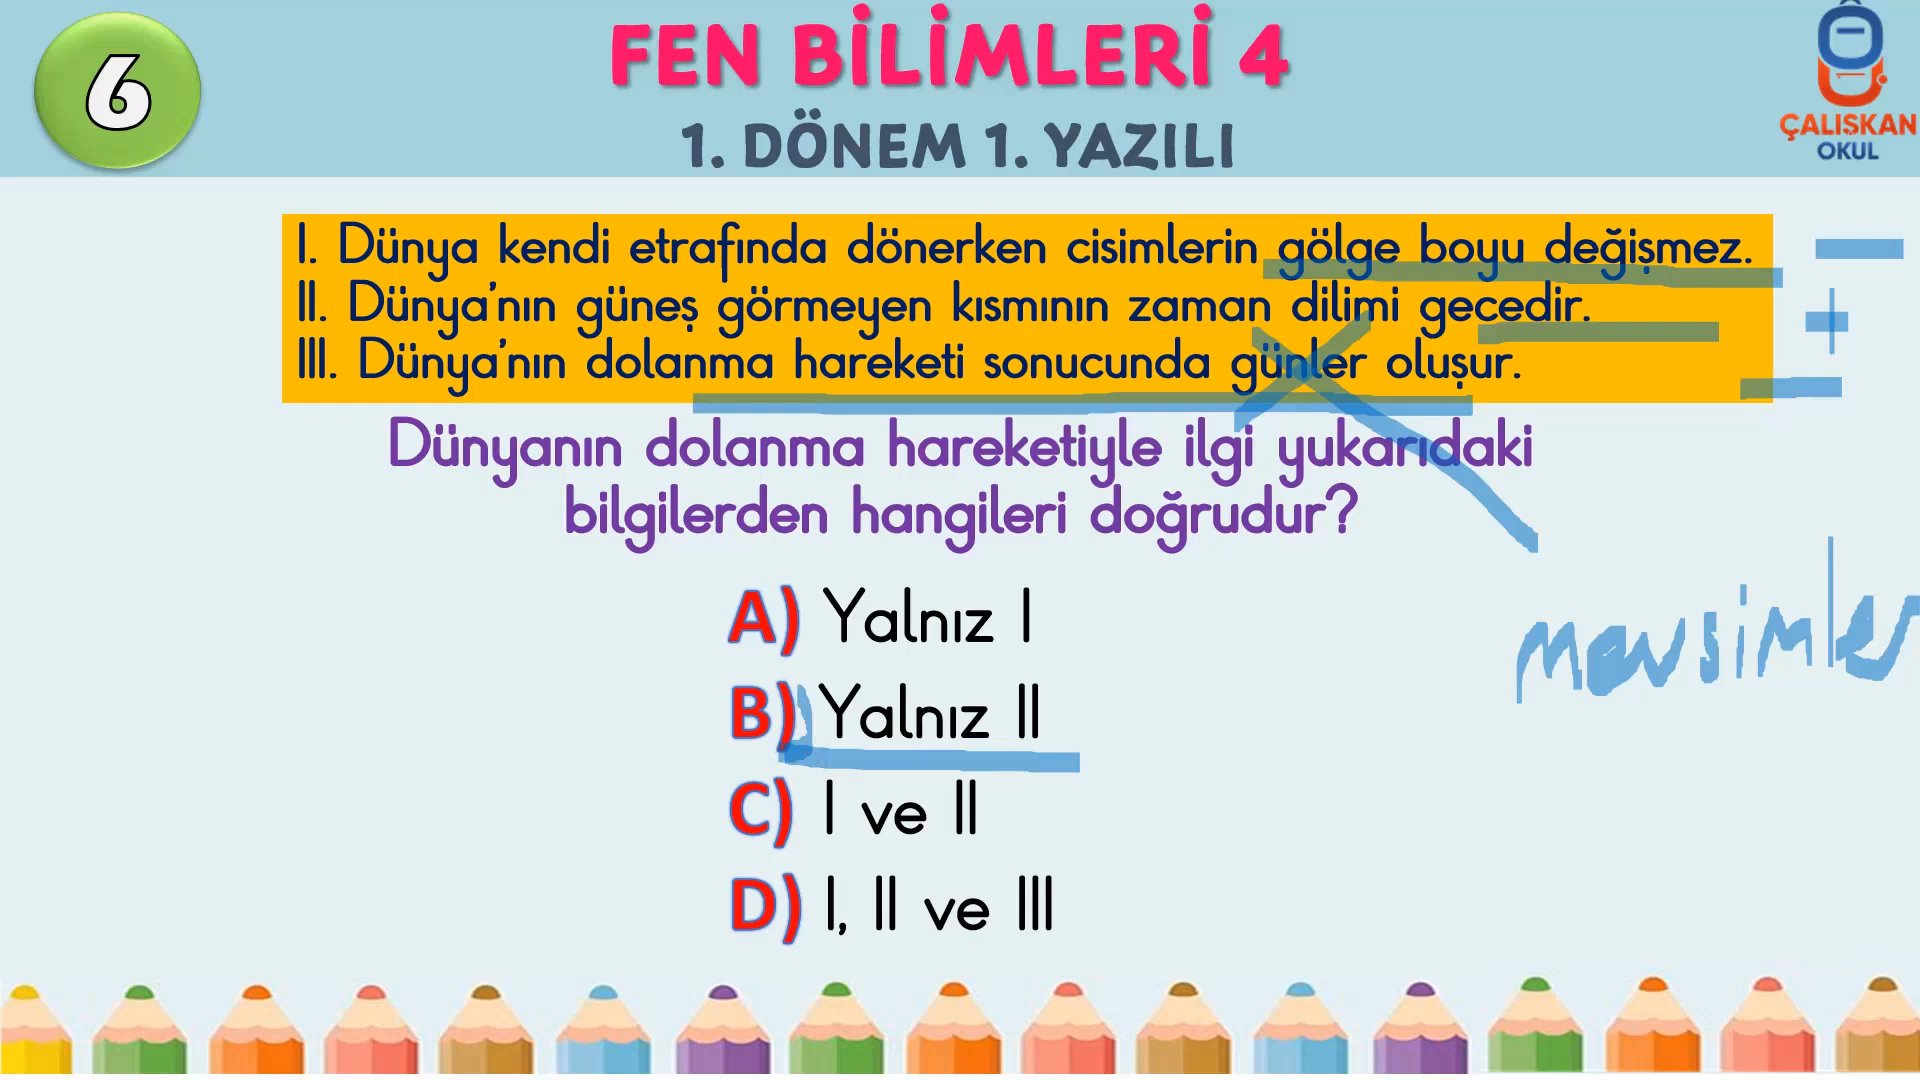 6
FEN BİLİMLERİ 4
1. DÖNEM 1. YAZILI
ÇALIŞKAN
OKUL
I. Dünya kendi etrafında dönerken cisimlerin gölge boyu değişmez.
II. Dünya'nın güneş görmeyen kısmının zaman dilimi gecedir.
III. Dünya'nın dolanma hareketi sonucunda günler oluşur.
Dünyanın dolanma hareketiyle ilgi yukarıdaki
bilgilerden hangileri doğrudur?
mevsimler
A) Yalnız I
B) Yalnız II
C) I ve II
D) I, II ve III